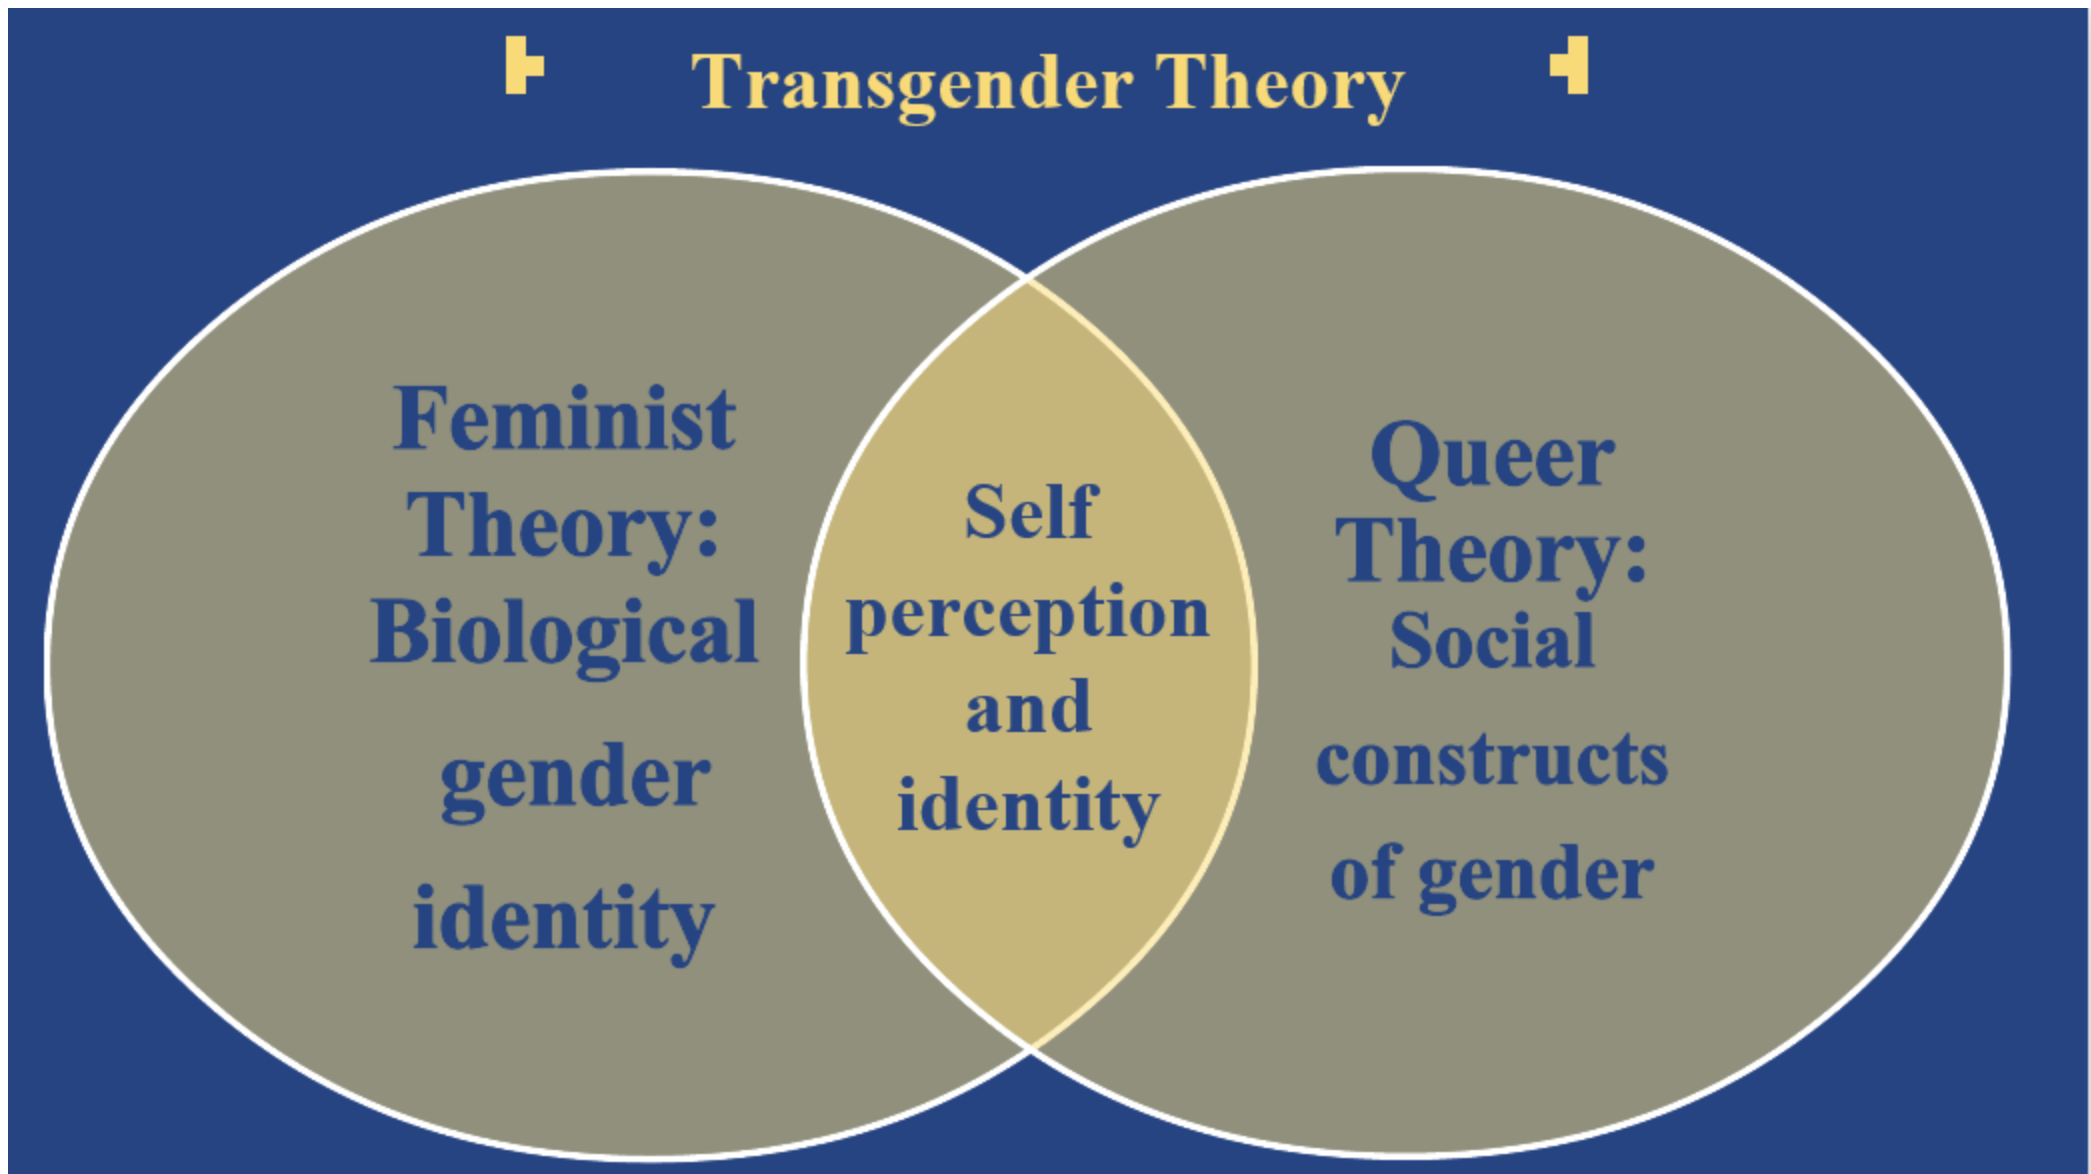 Transgender Theory
Feminist
Theory:
Biological
gender
identity
Self
perception
and
identity
Queer
Theory:
Social
constructs
of gender